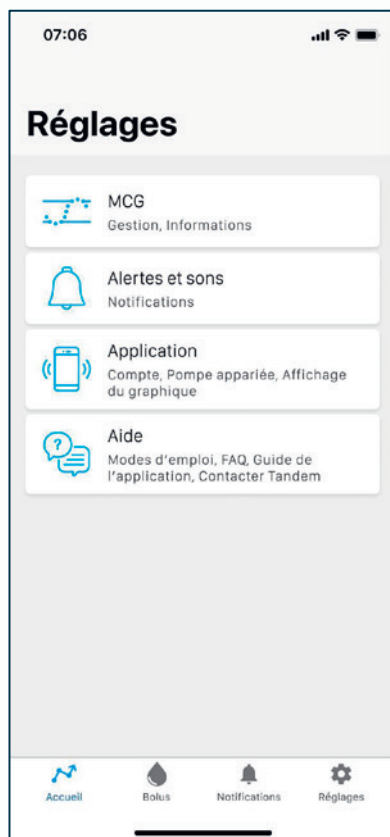 07:06
Réglages
MCG
Gestion, Informations
Alertes et sons
Notifications
Application
Compte, Pompe appariée, Affichage
du graphique
?
Aide
Modes d'emploi, FAQ, Guide de
l'application, Contacter Tandem
Accueil
Bolus
Notifications
Réglages